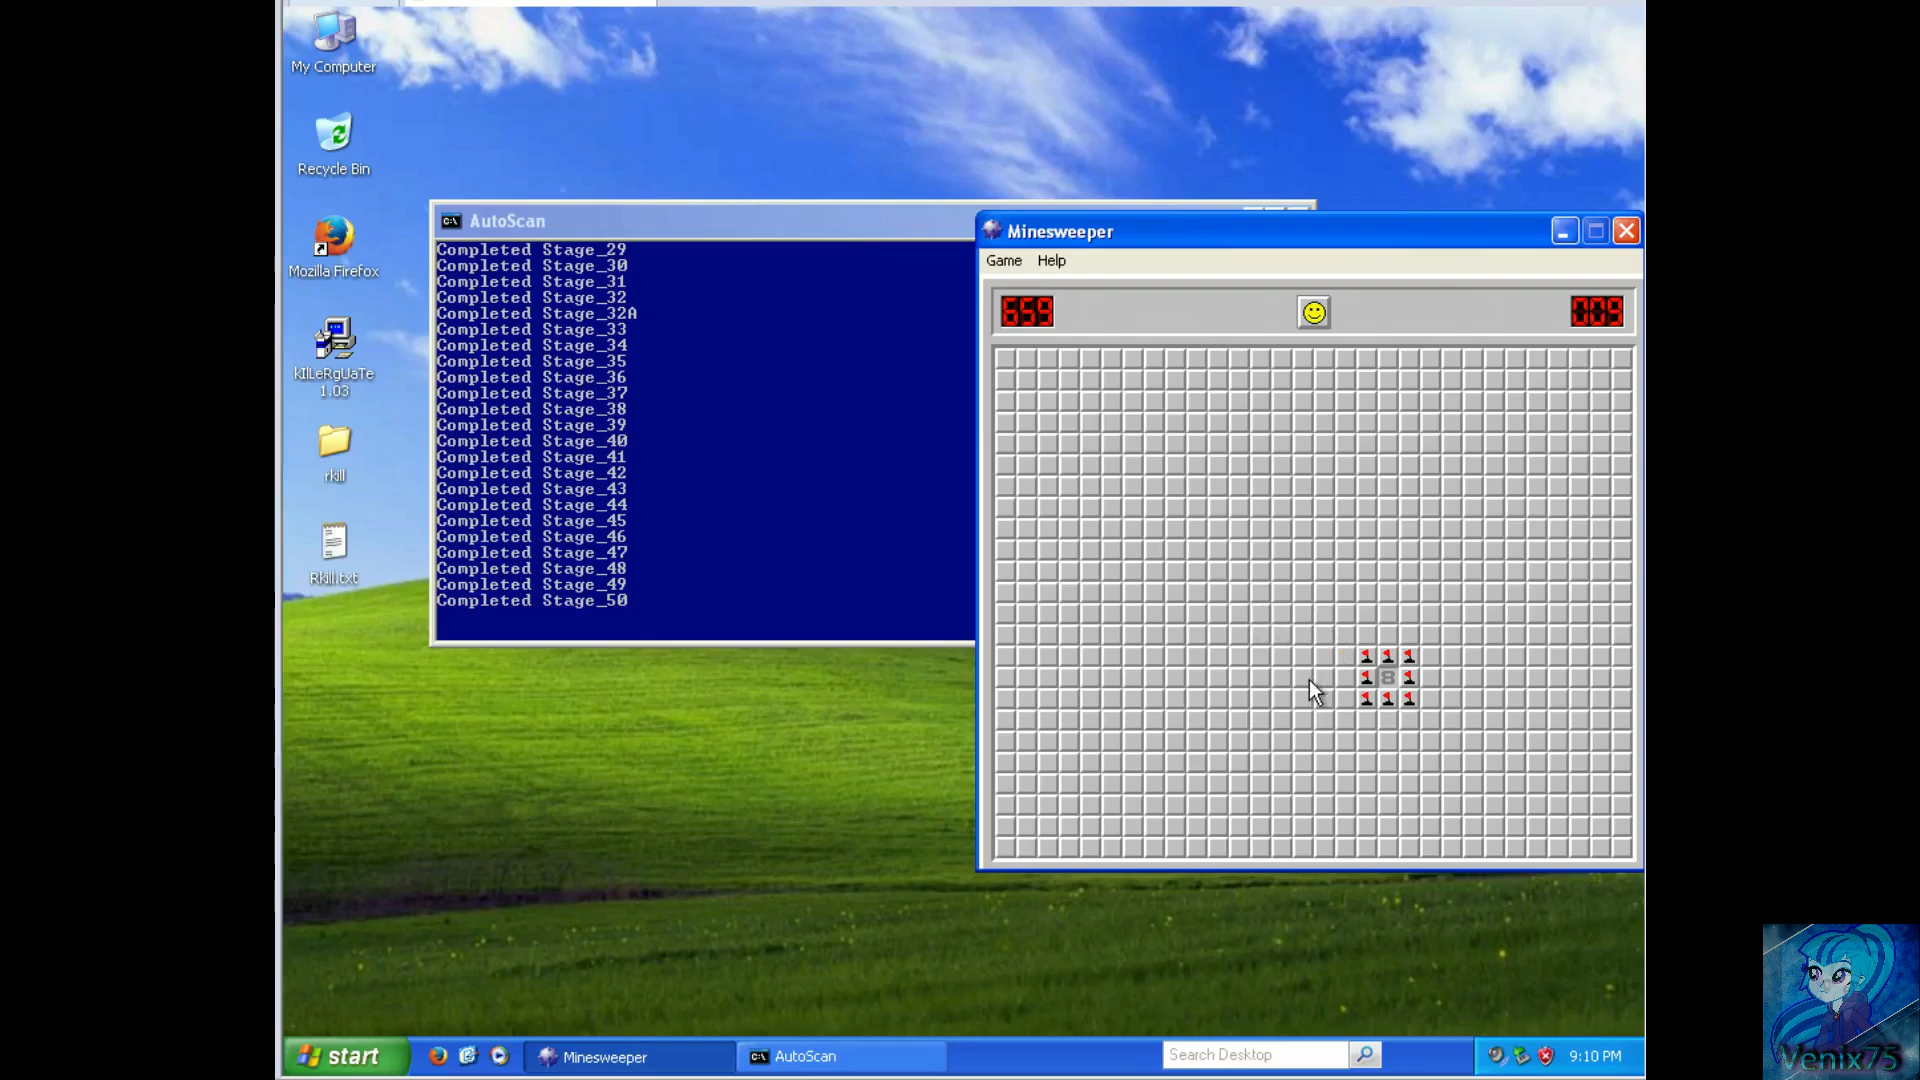 My Computer
Recycle Bin
Mozilla Firefox
kIlLeRgUaTe
1.03
rkill
Rkill.txt
AutoScan
Completed Stage_29
Completed Stage_30
Completed Stage_31
Completed Stage_32
Completed Stage_32A
Completed Stage_33
Completed Stage_34
Completed Stage_35
Completed Stage_36
Completed Stage_37
Completed Stage_38
Completed Stage_39
Completed Stage_40
Completed Stage_41
Completed Stage_42
Completed Stage_43
Completed Stage_44
Completed Stage_45
Completed Stage_46
Completed Stage_47
Completed Stage_48
Completed Stage_49
Completed Stage_50
Minesweeper
Game Help
659 009
8
start
Minesweeper
AutoScan
Search Desktop
9:10 PM
Venix75